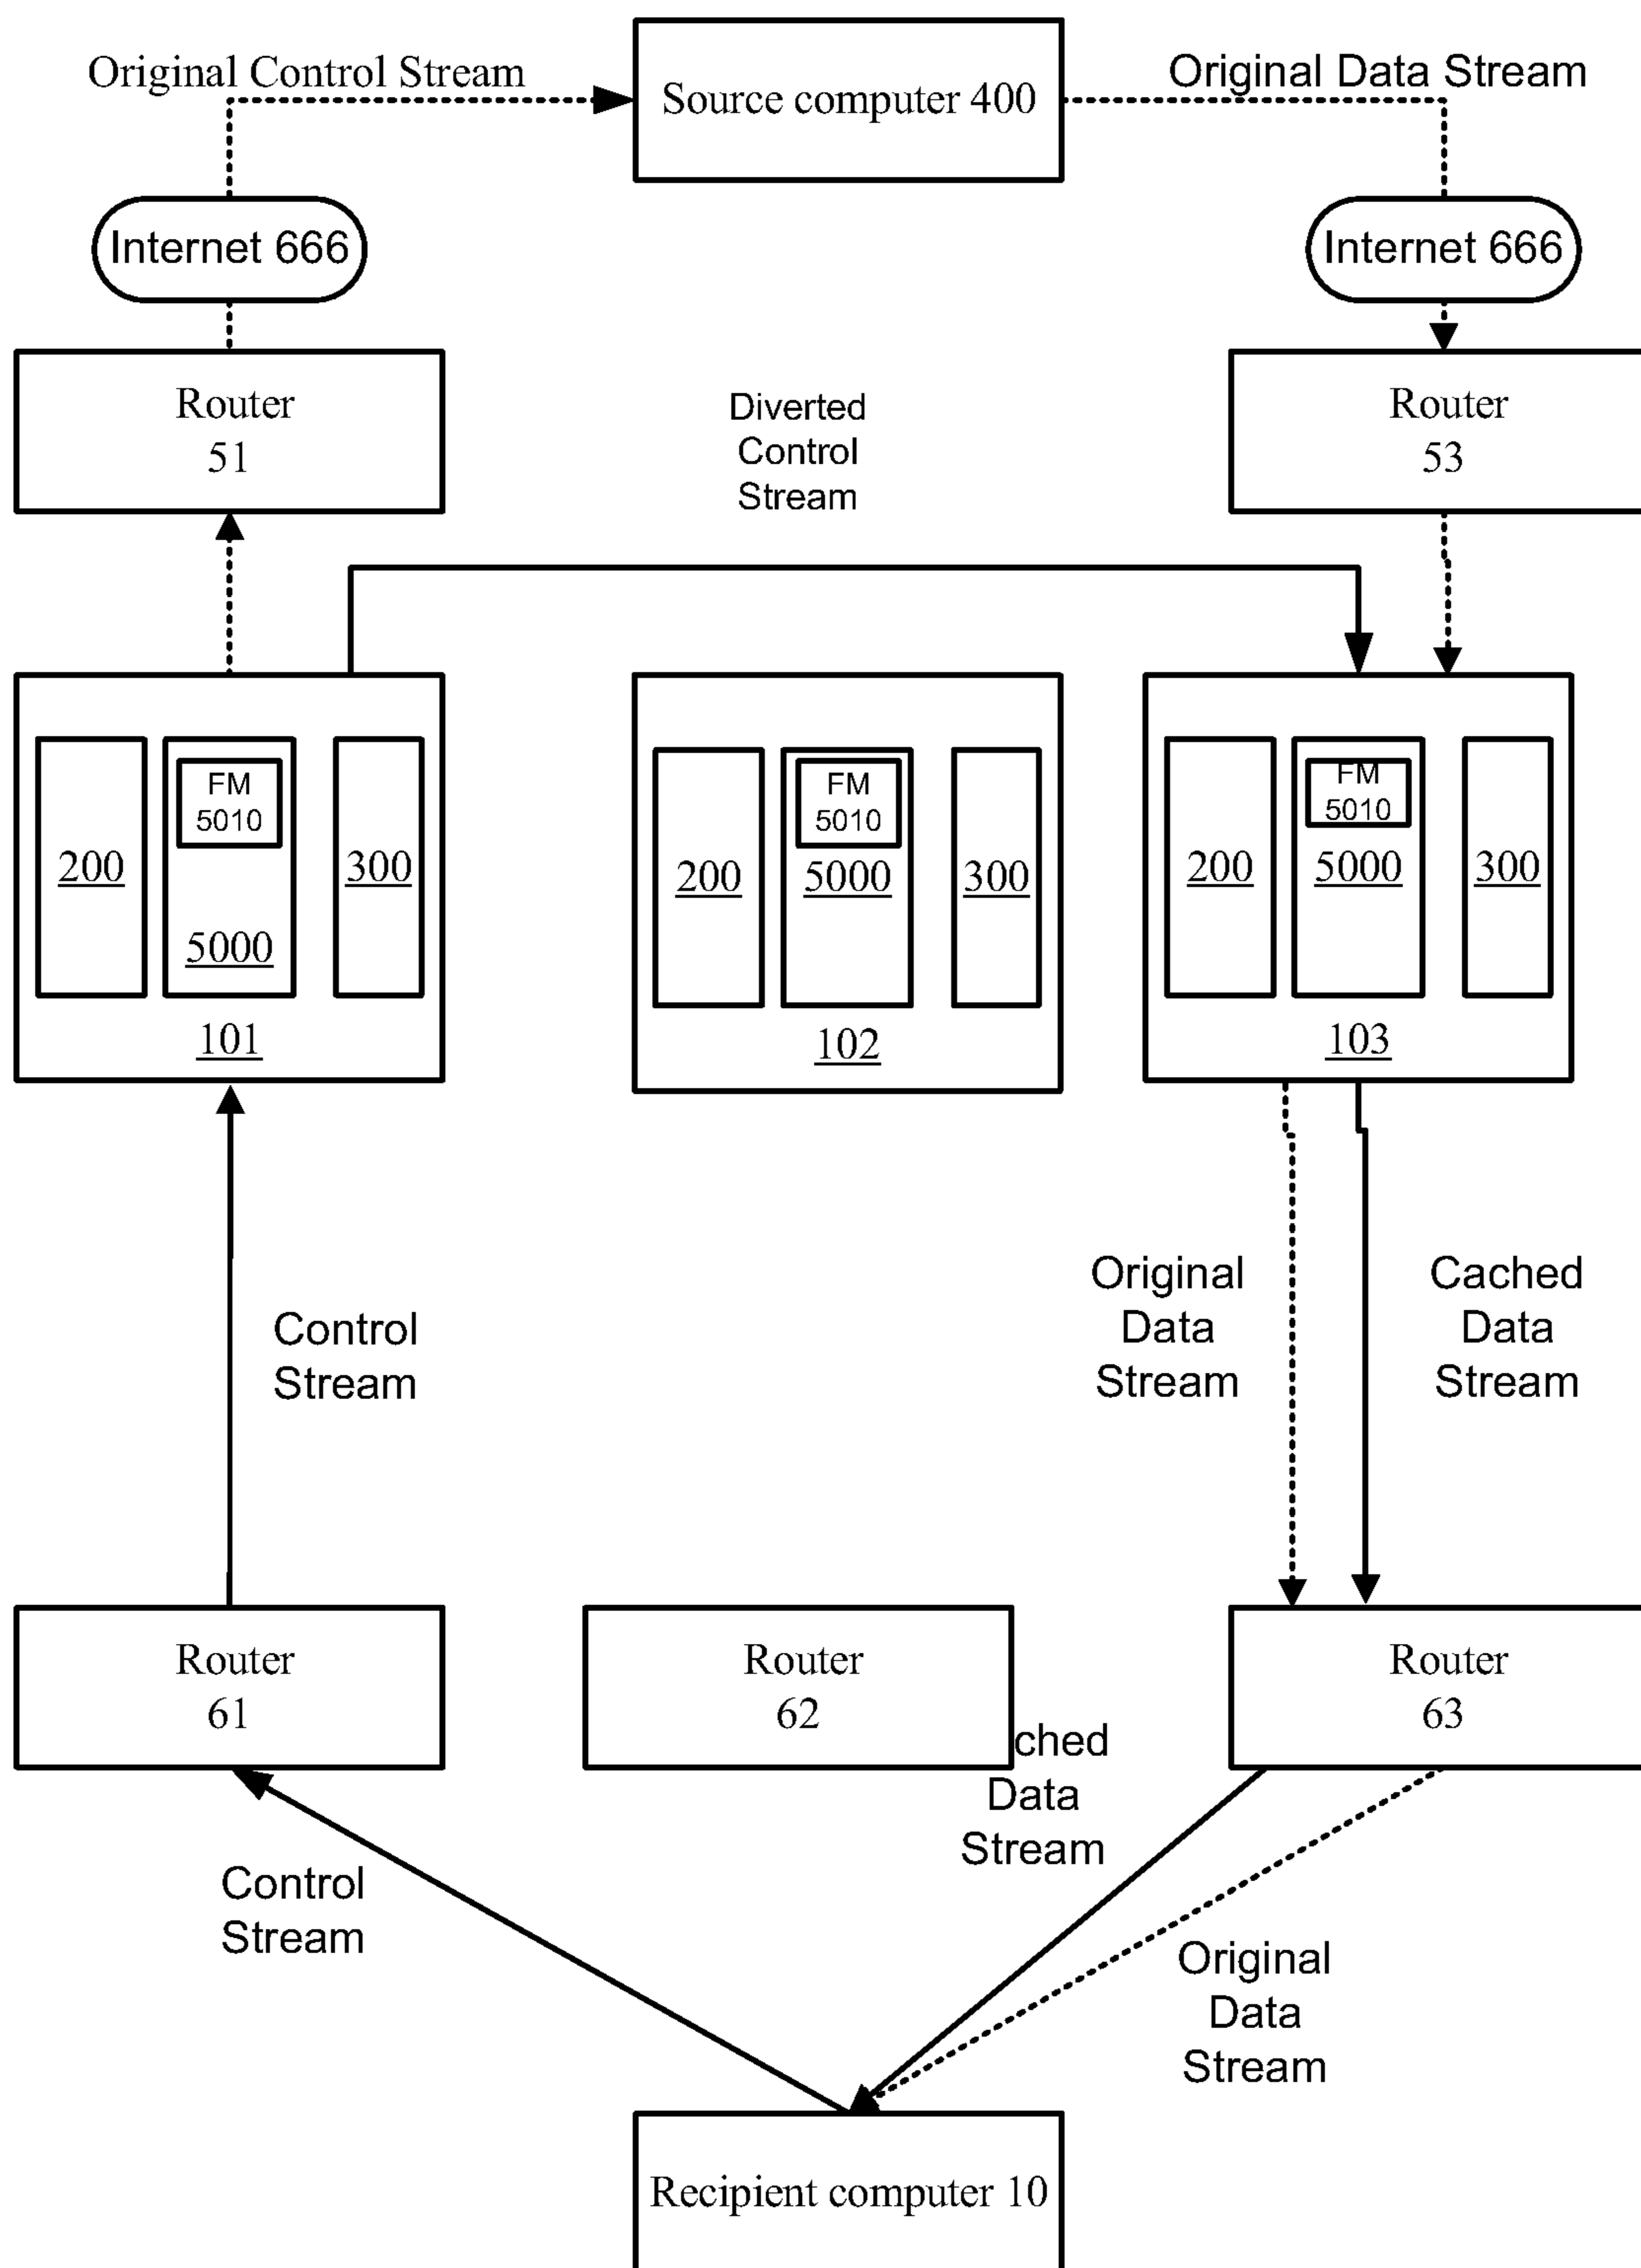 Original Control Stream
Source computer 400
Original Data Stream
Internet 666
Internet 666
Router
51
Diverted
Control
Stream
Router
53
FM
5010
200
5000
300
101
FM
5010
200
5000
300
102
FM
5010
200
5000
300
103
Control
Stream
Original
Data
Stream
Cached
Data
Stream
Router
61
Router
62
Router
63
ched
Data
Stream
Control
Stream
Original
Data
Stream
Recipient computer 10